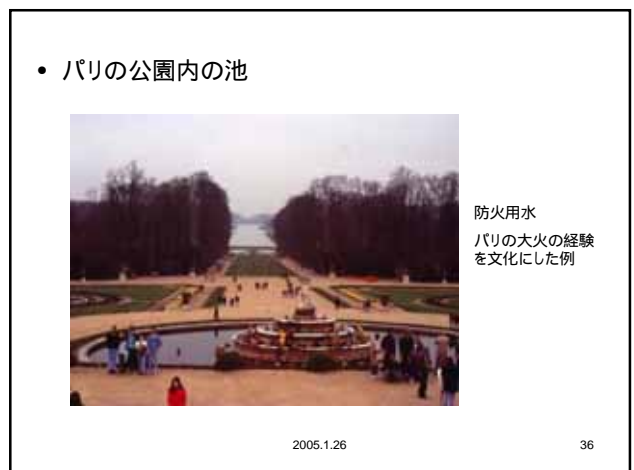 • パリの公園内の池
防火用水
パリの大火の経験
を文化にした例
2005.1.26
36